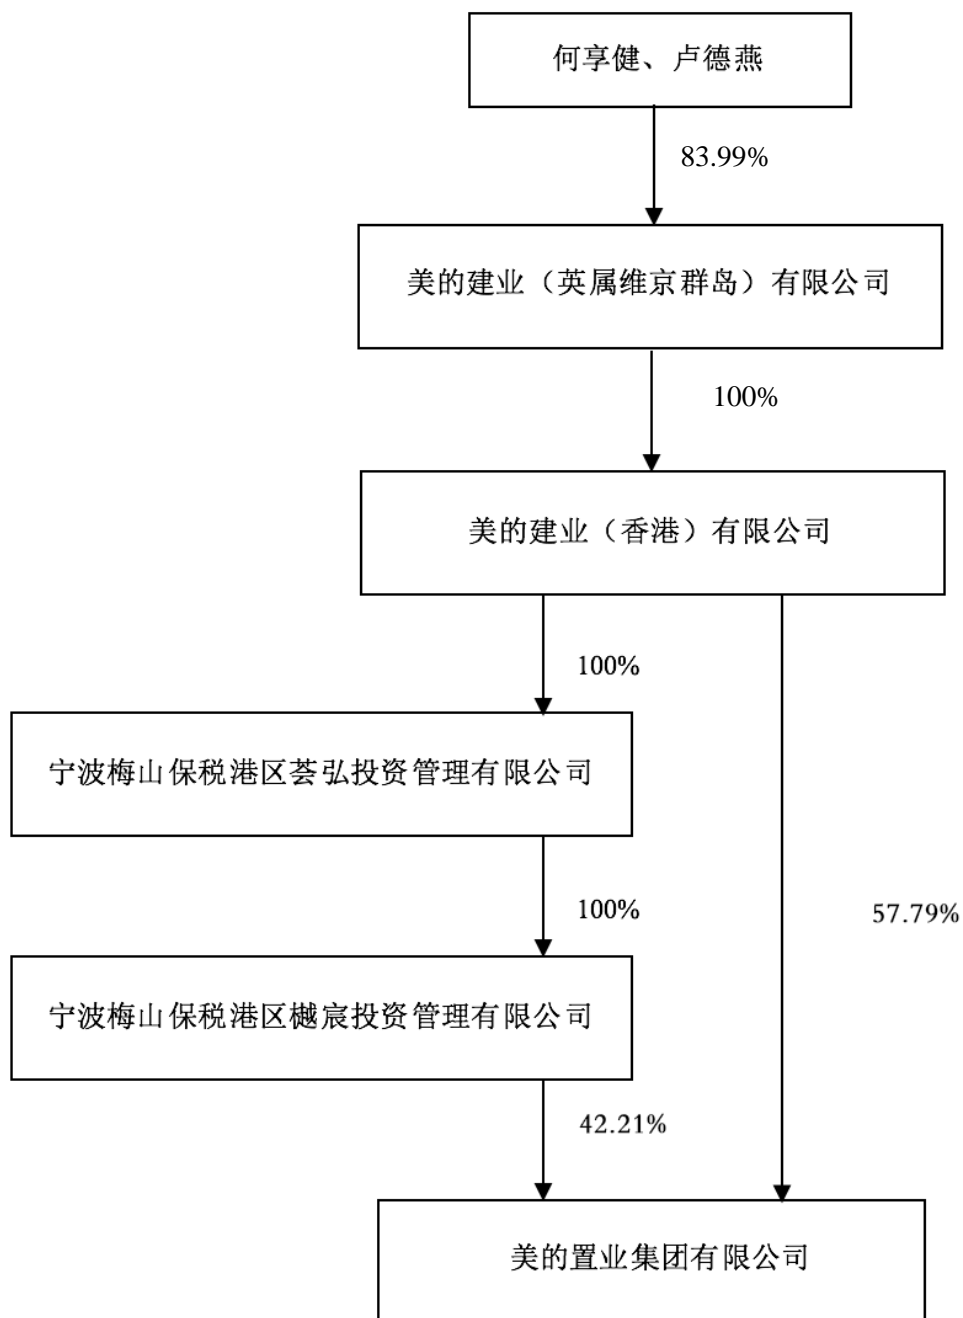 何享健、卢德燕
83.99%
美的建业（英属维京群岛）有限公司
100%
美的建业（香港）有限公司
100%
宁波梅山保税港区荟弘投资管理有限公司
100%
57.79%
宁波梅山保税港区樾宸投资管理有限公司
42.21%
美的置业集团有限公司